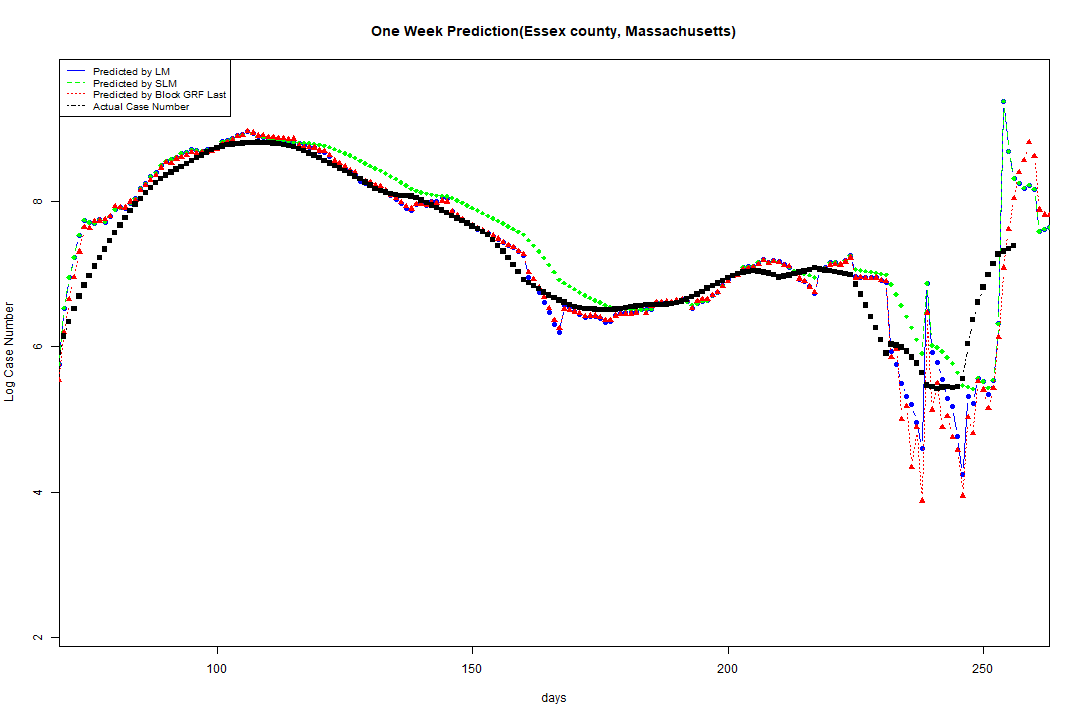 One Week Prediction(Essex county, Massachusetts)
Predicted by LM
Predicted by SLM
Predicted by Block GRF Last
Actual Case Number
Log Case Number
8
6
4
2
100 150 200 250
days